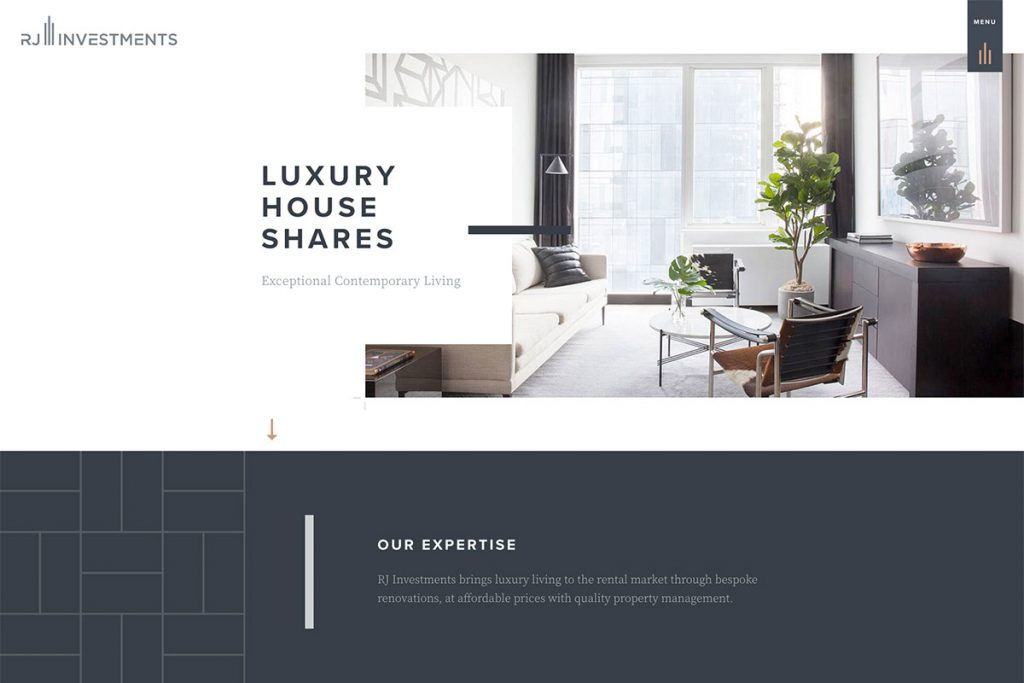 RJ INVESTMENTS
MENU
LUXURY
HOUSE
SHARES
Exceptional Contemporary Living
OUR EXPERTISE
RJ Investments brings luxury living to the rental market through bespoke
renovations, at affordable prices with quality property management.